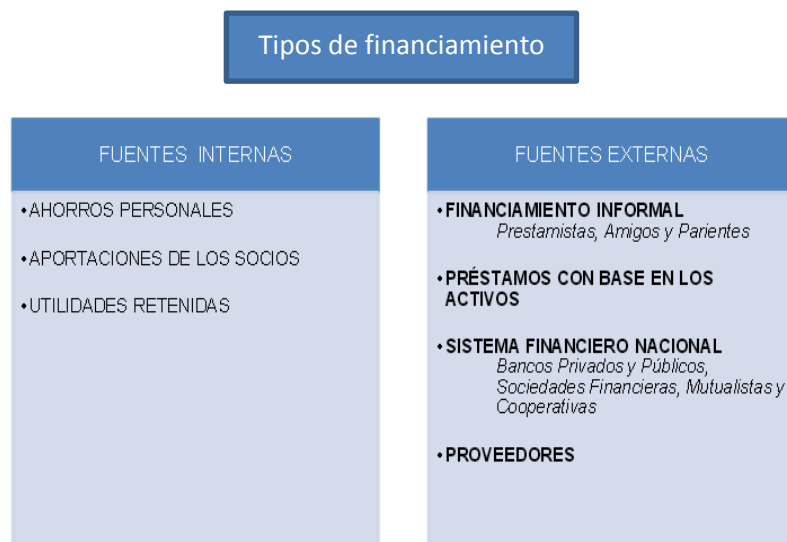 Tipos de financiamiento
FUENTES INTERNAS
•AHORROS PERSONALES
•APORTACIONES DE LOS SOCIOS
•UTILIDADES RETENIDAS
FUENTES EXTERNAS
•FINANCIAMIENTO INFORMAL
Prestamistas, Amigos y Parientes
•PRÉSTAMOS CON BASE EN LOS
ACTIVOS
•SISTEMA FINANCIERO NACIONAL
Bancos Privados y Públicos,
Sociedades Financieras, Mutualistas y
Cooperativas
•PROVEEDORES